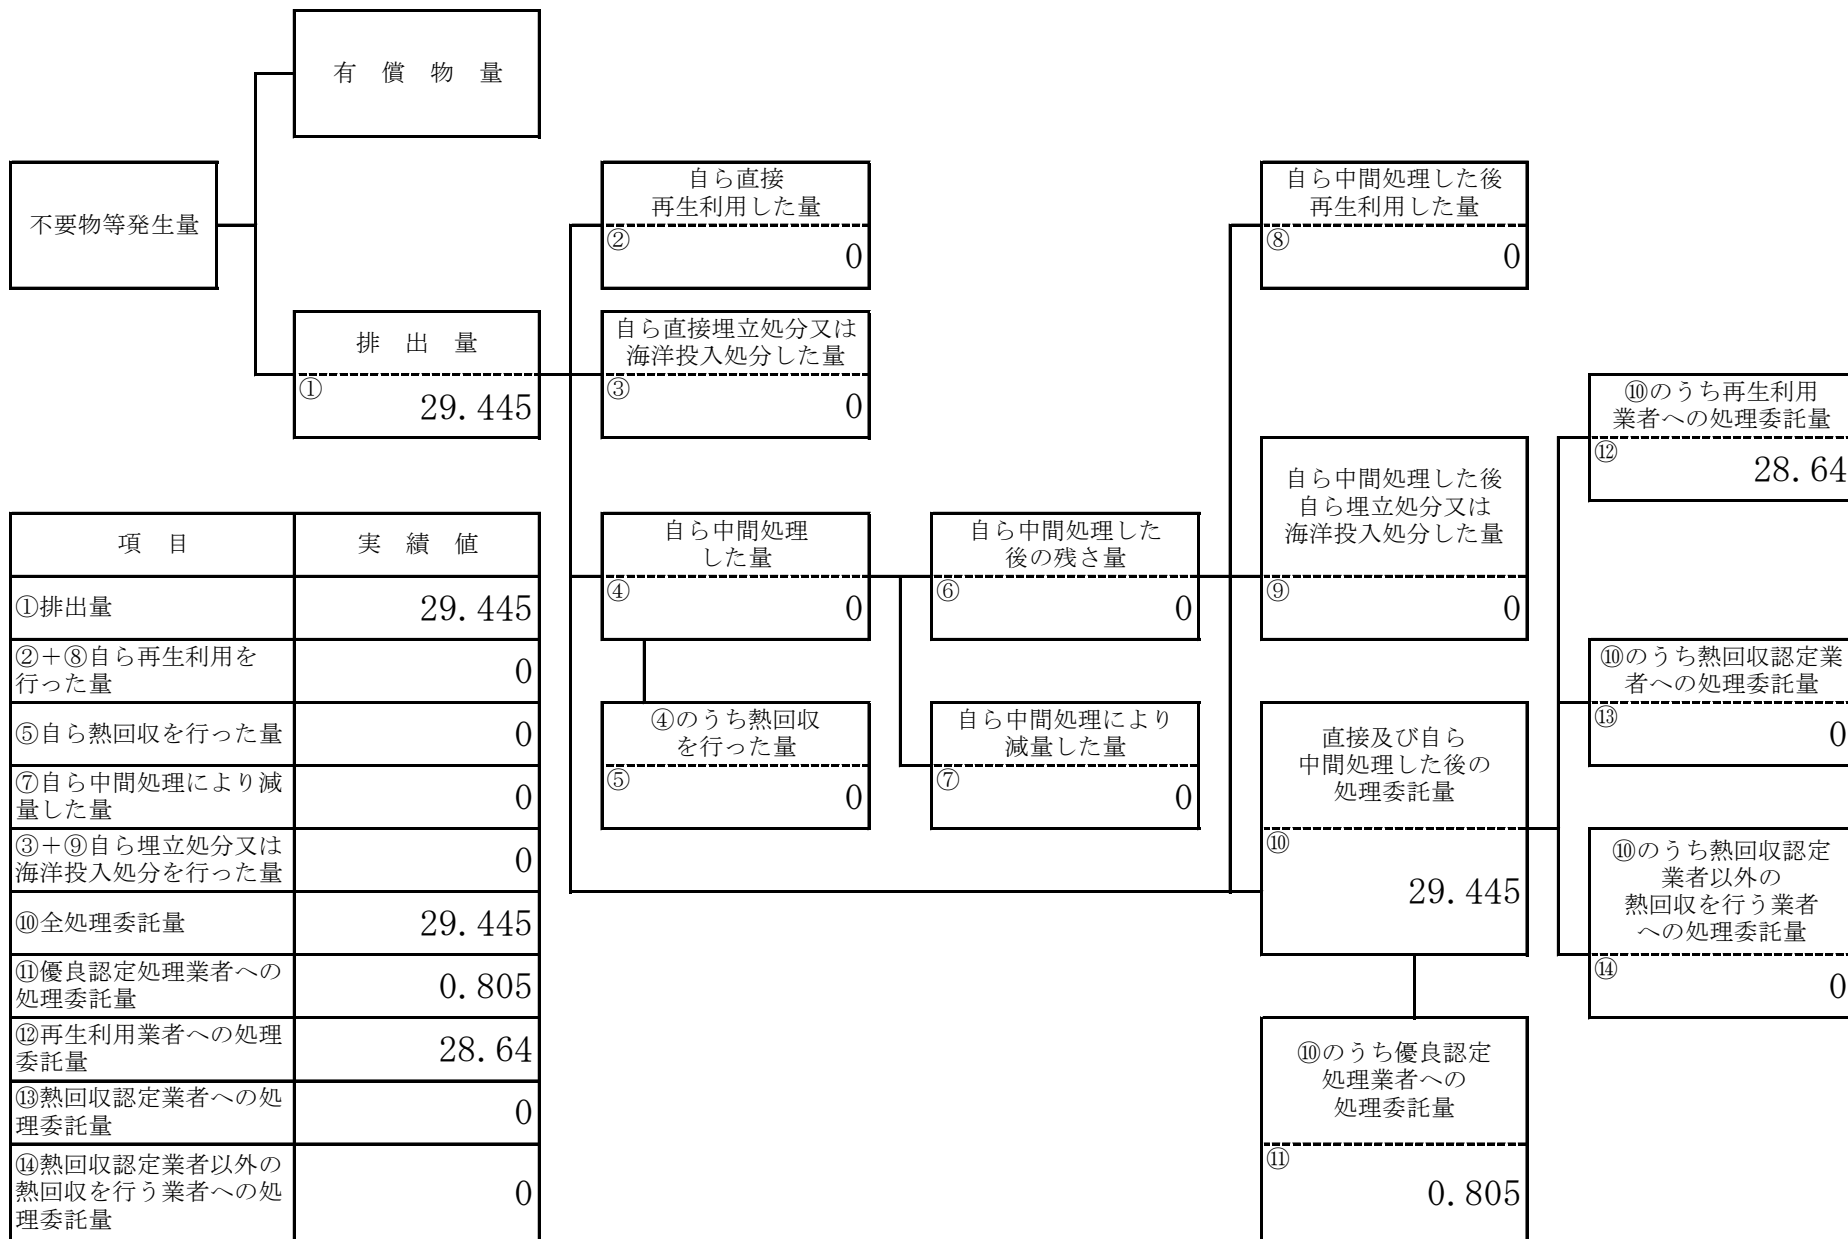 有 償 物 量
不要物等発生量
自ら直接
再生利用した量
②
0
自ら中間処理した後
再生利用した量
⑧
0
排 出 量
①
29.445
自ら直接埋立処分又は
海洋投入処分した量
③
0
⑩のうち再生利用
業者への処理委託量
⑫
28.64
自ら中間処理した後
自ら埋立処分又は
海洋投入処分した量
⑨
0
自ら中間処理
した量
④
0
自ら中間処理した
後の残さ量
⑥
0
④のうち熱回収
を行った量
⑤
0
自ら中間処理により
減量した量
⑦
0
直接及び自ら
中間処理した後の
処理委託量
⑩
29.445
⑩のうち熱回収認定業
者への処理委託量
⑬
0
⑩のうち熱回収認定
業者以外の
熱回収を行う業者
への処理委託量
⑭
0
⑩のうち優良認定
処理業者への
処理委託量
⑪
0.805
項 目
実 績 値
①排出量
29.445
②+⑧自ら再生利用を
行った量
0
⑤自ら熱回収を行った量
0
⑦自ら中間処理により減
量した量
0
③+⑨自ら埋立処分又は
海洋投入処分を行った量
0
⑩全処理委託量
29.445
⑪優良認定処理業者への
処理委託量
0.805
⑫再生利用業者への処理
委託量
28.64
⑬熱回収認定業者への処
理委託量
0
⑭熱回収認定業者以外の
熱回収を行う業者への処
理委託量
0